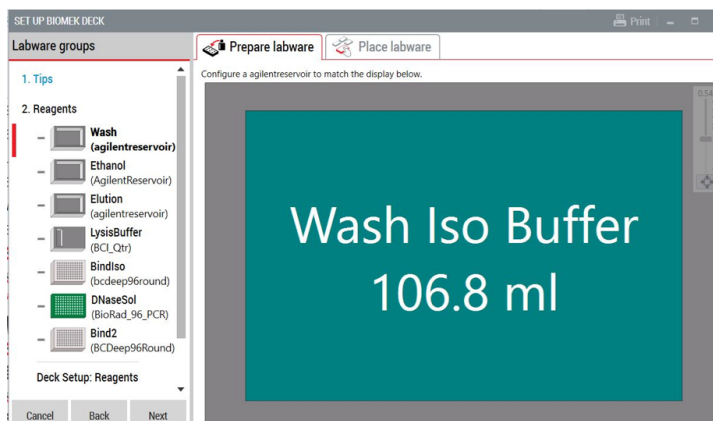 SET UP BIOMEK DECK
Print
Labware groups
Prepare labware
Place labware
Configure a agilentreservoir to match the display below.
1. Tips
2. Reagents
Wash
(agilentreservoir)
Ethanol
(AgilentReservoir)
Elution
(agilentreservoir)
LysisBuffer
(BCI_Qtr)
BindIso
(bcdeep96round)
DNaseSol
(BioRad_96_PCR)
Bind2
(BCDeep96Round)
Deck Setup: Reagents
Cancel
Back
Next
Wash Iso Buffer
106.8 ml
0.54